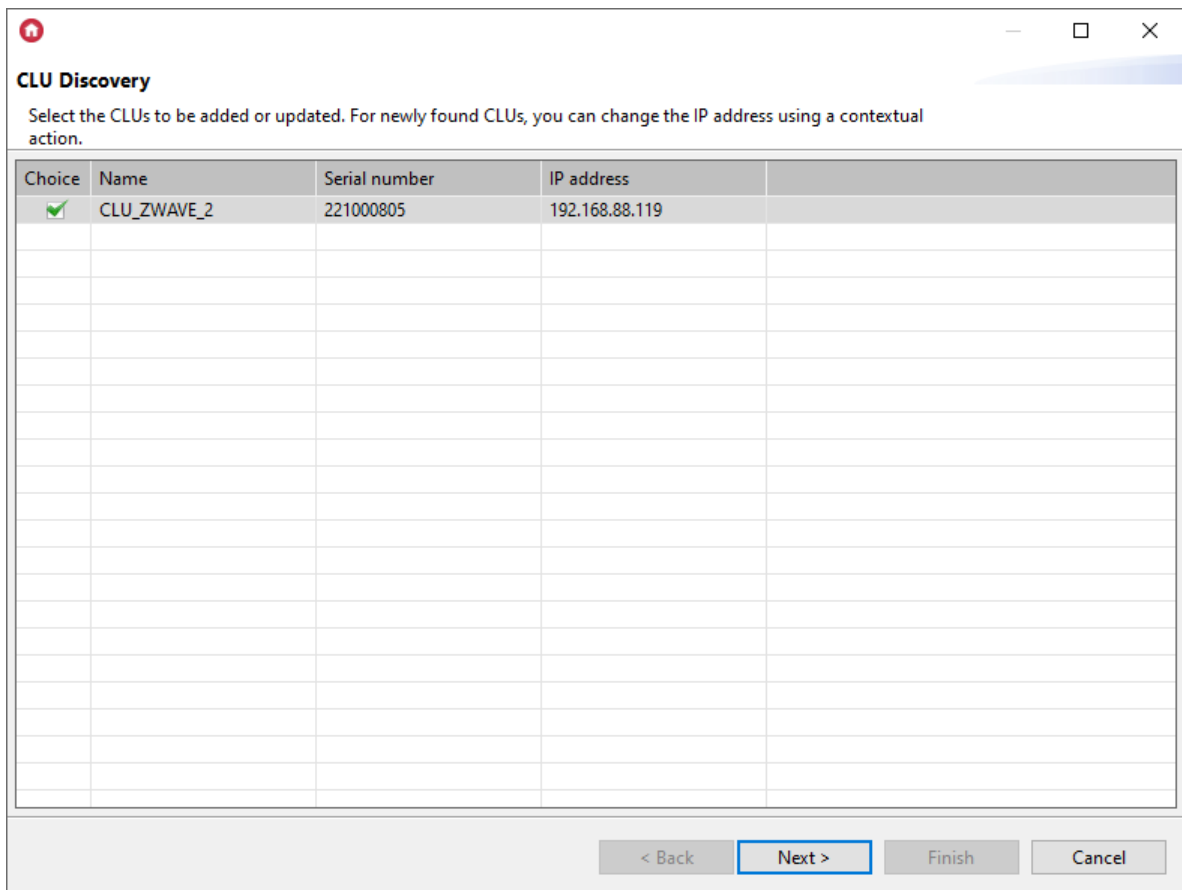 CLU Discovery
Select the CLUs to be added or updated. For newly found CLUs, you can change the IP address using a contextual
action.
Choice Name Serial number IP address
CLU_ZWAVE_2 221000805 192.168.88.119
< Back Next > Finish Cancel